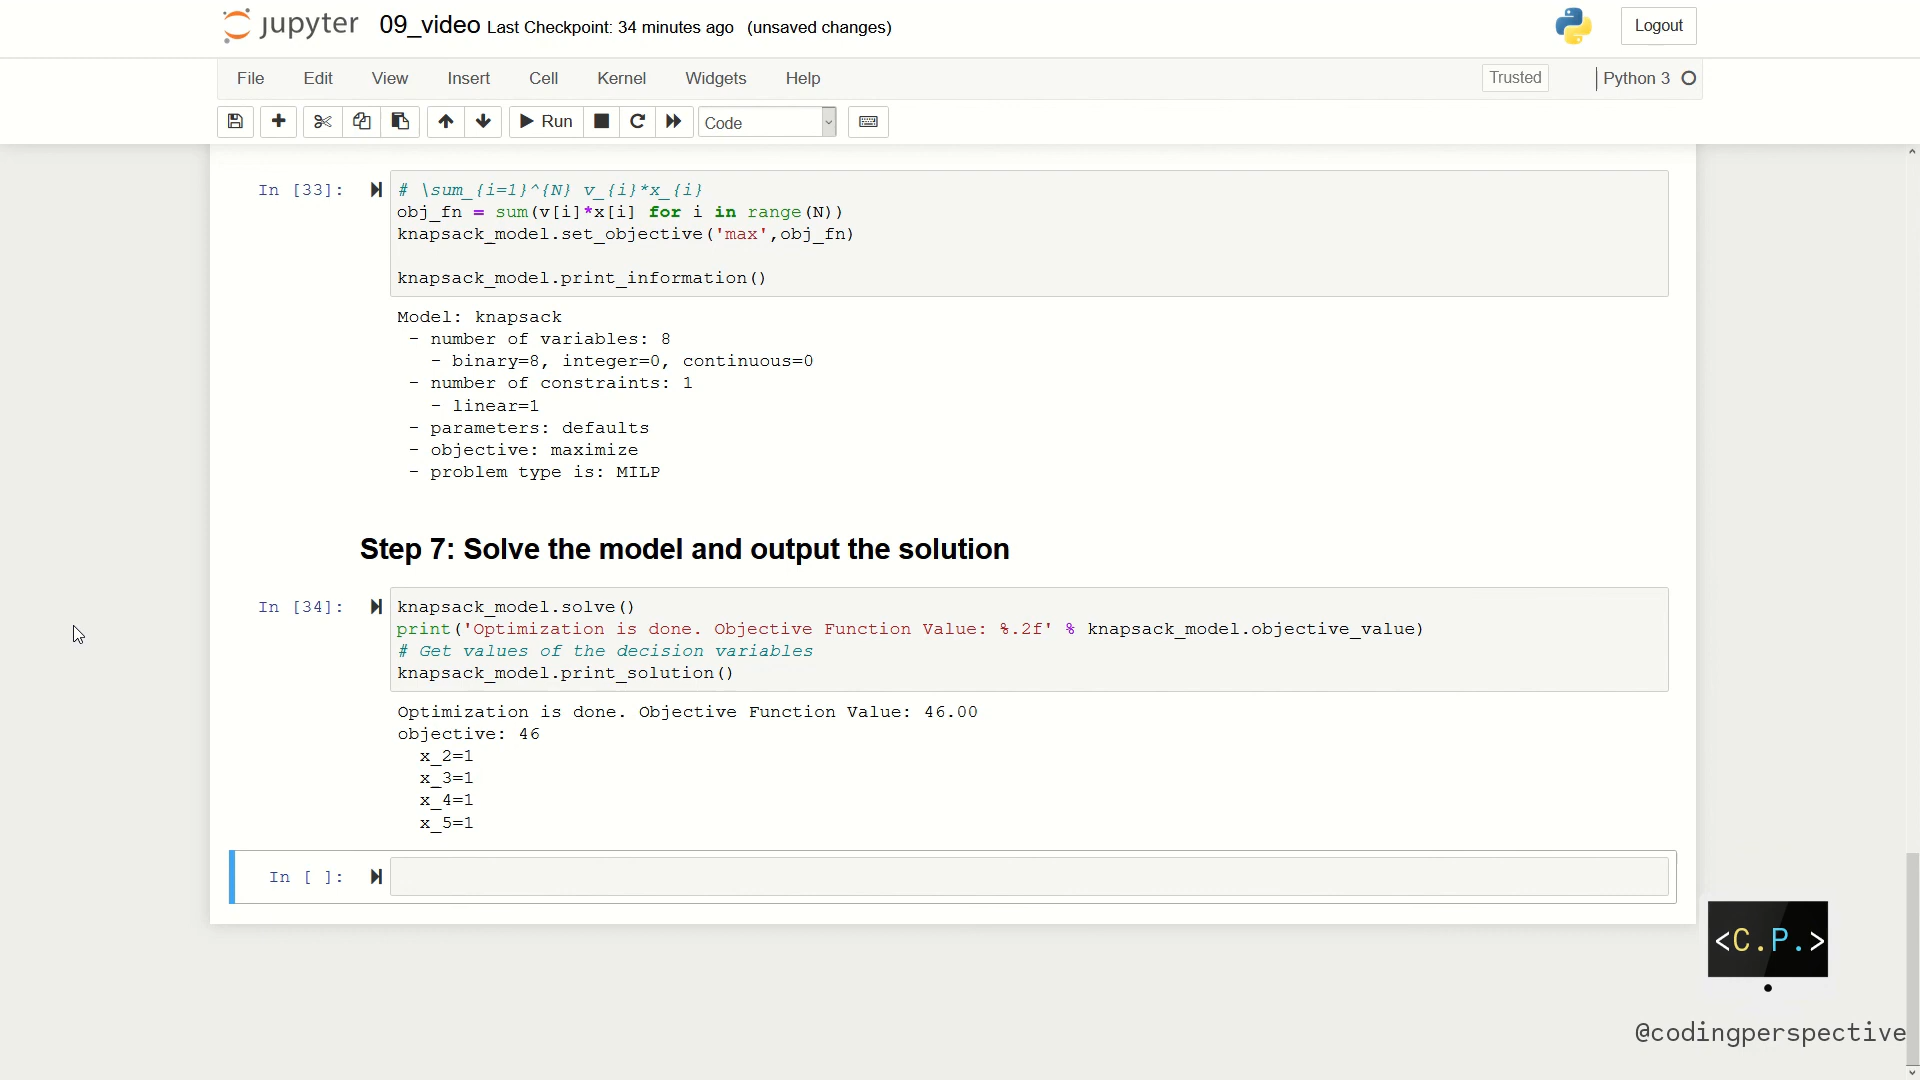 jupyter 09_video Last Checkpoint: 34 minutes ago (unsaved changes) Logout
File Edit View Insert Cell Kernel Widgets Help Trusted Python 3
Run Code
In [33]: # \sum_{i=1}^{N} v_{i}*x_{i}
obj_fn = sum(v[i]*x[i] for i in range(N))
knapsack_model.set_objective('max',obj_fn)
knapsack_model.print_information()
Model: knapsack
- number of variables: 8
- binary=8, integer=0, continuous=0
- number of constraints: 1
- linear=1
- parameters: defaults
- objective: maximize
- problem type is: MILP
Step 7: Solve the model and output the solution
In [34]: knapsack_model.solve()
print('Optimization is done. Objective Function Value: %.2f' % knapsack_model.objective_value)
# Get values of the decision variables
knapsack_model.print_solution()
Optimization is done. Objective Function Value: 46.00
objective: 46
x_2=1
x_3=1
x_4=1
x_5=1
In [ ]:
<C.P.>
@codingperspective